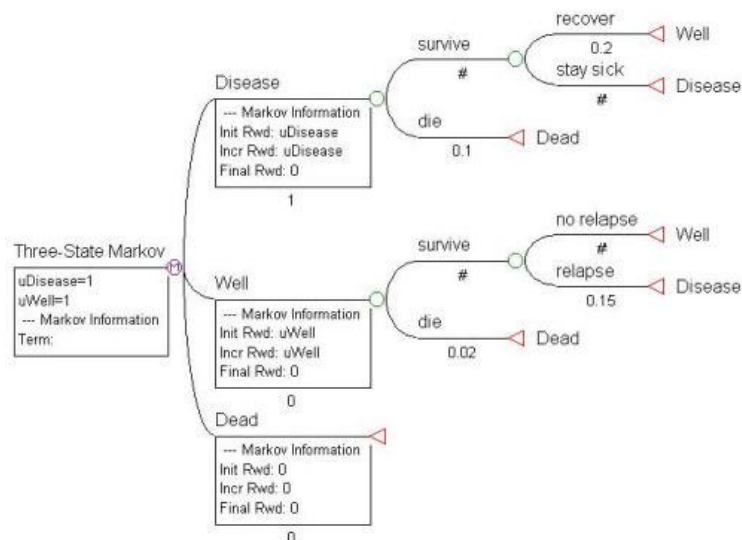 recover
0.2
Well
survive
#
stay sick
#
Disease
Disease
--- Markov Information
Init Rwd: uDisease
Incr Rwd: uDisease
Final Rwd: 0
1
die
0.1
Dead
Three-State Markov
M
uDisease=1
uWell=1
--- Markov Information
Term:
no relapse
#
Well
survive
#
relapse
0.15
Disease
Well
--- Markov Information
Init Rwd: uWell
Incr Rwd: uWell
Final Rwd: 0
0
die
0.02
Dead
Dead
--- Markov Information
Init Rwd: 0
Incr Rwd: 0
Final Rwd: 0
0